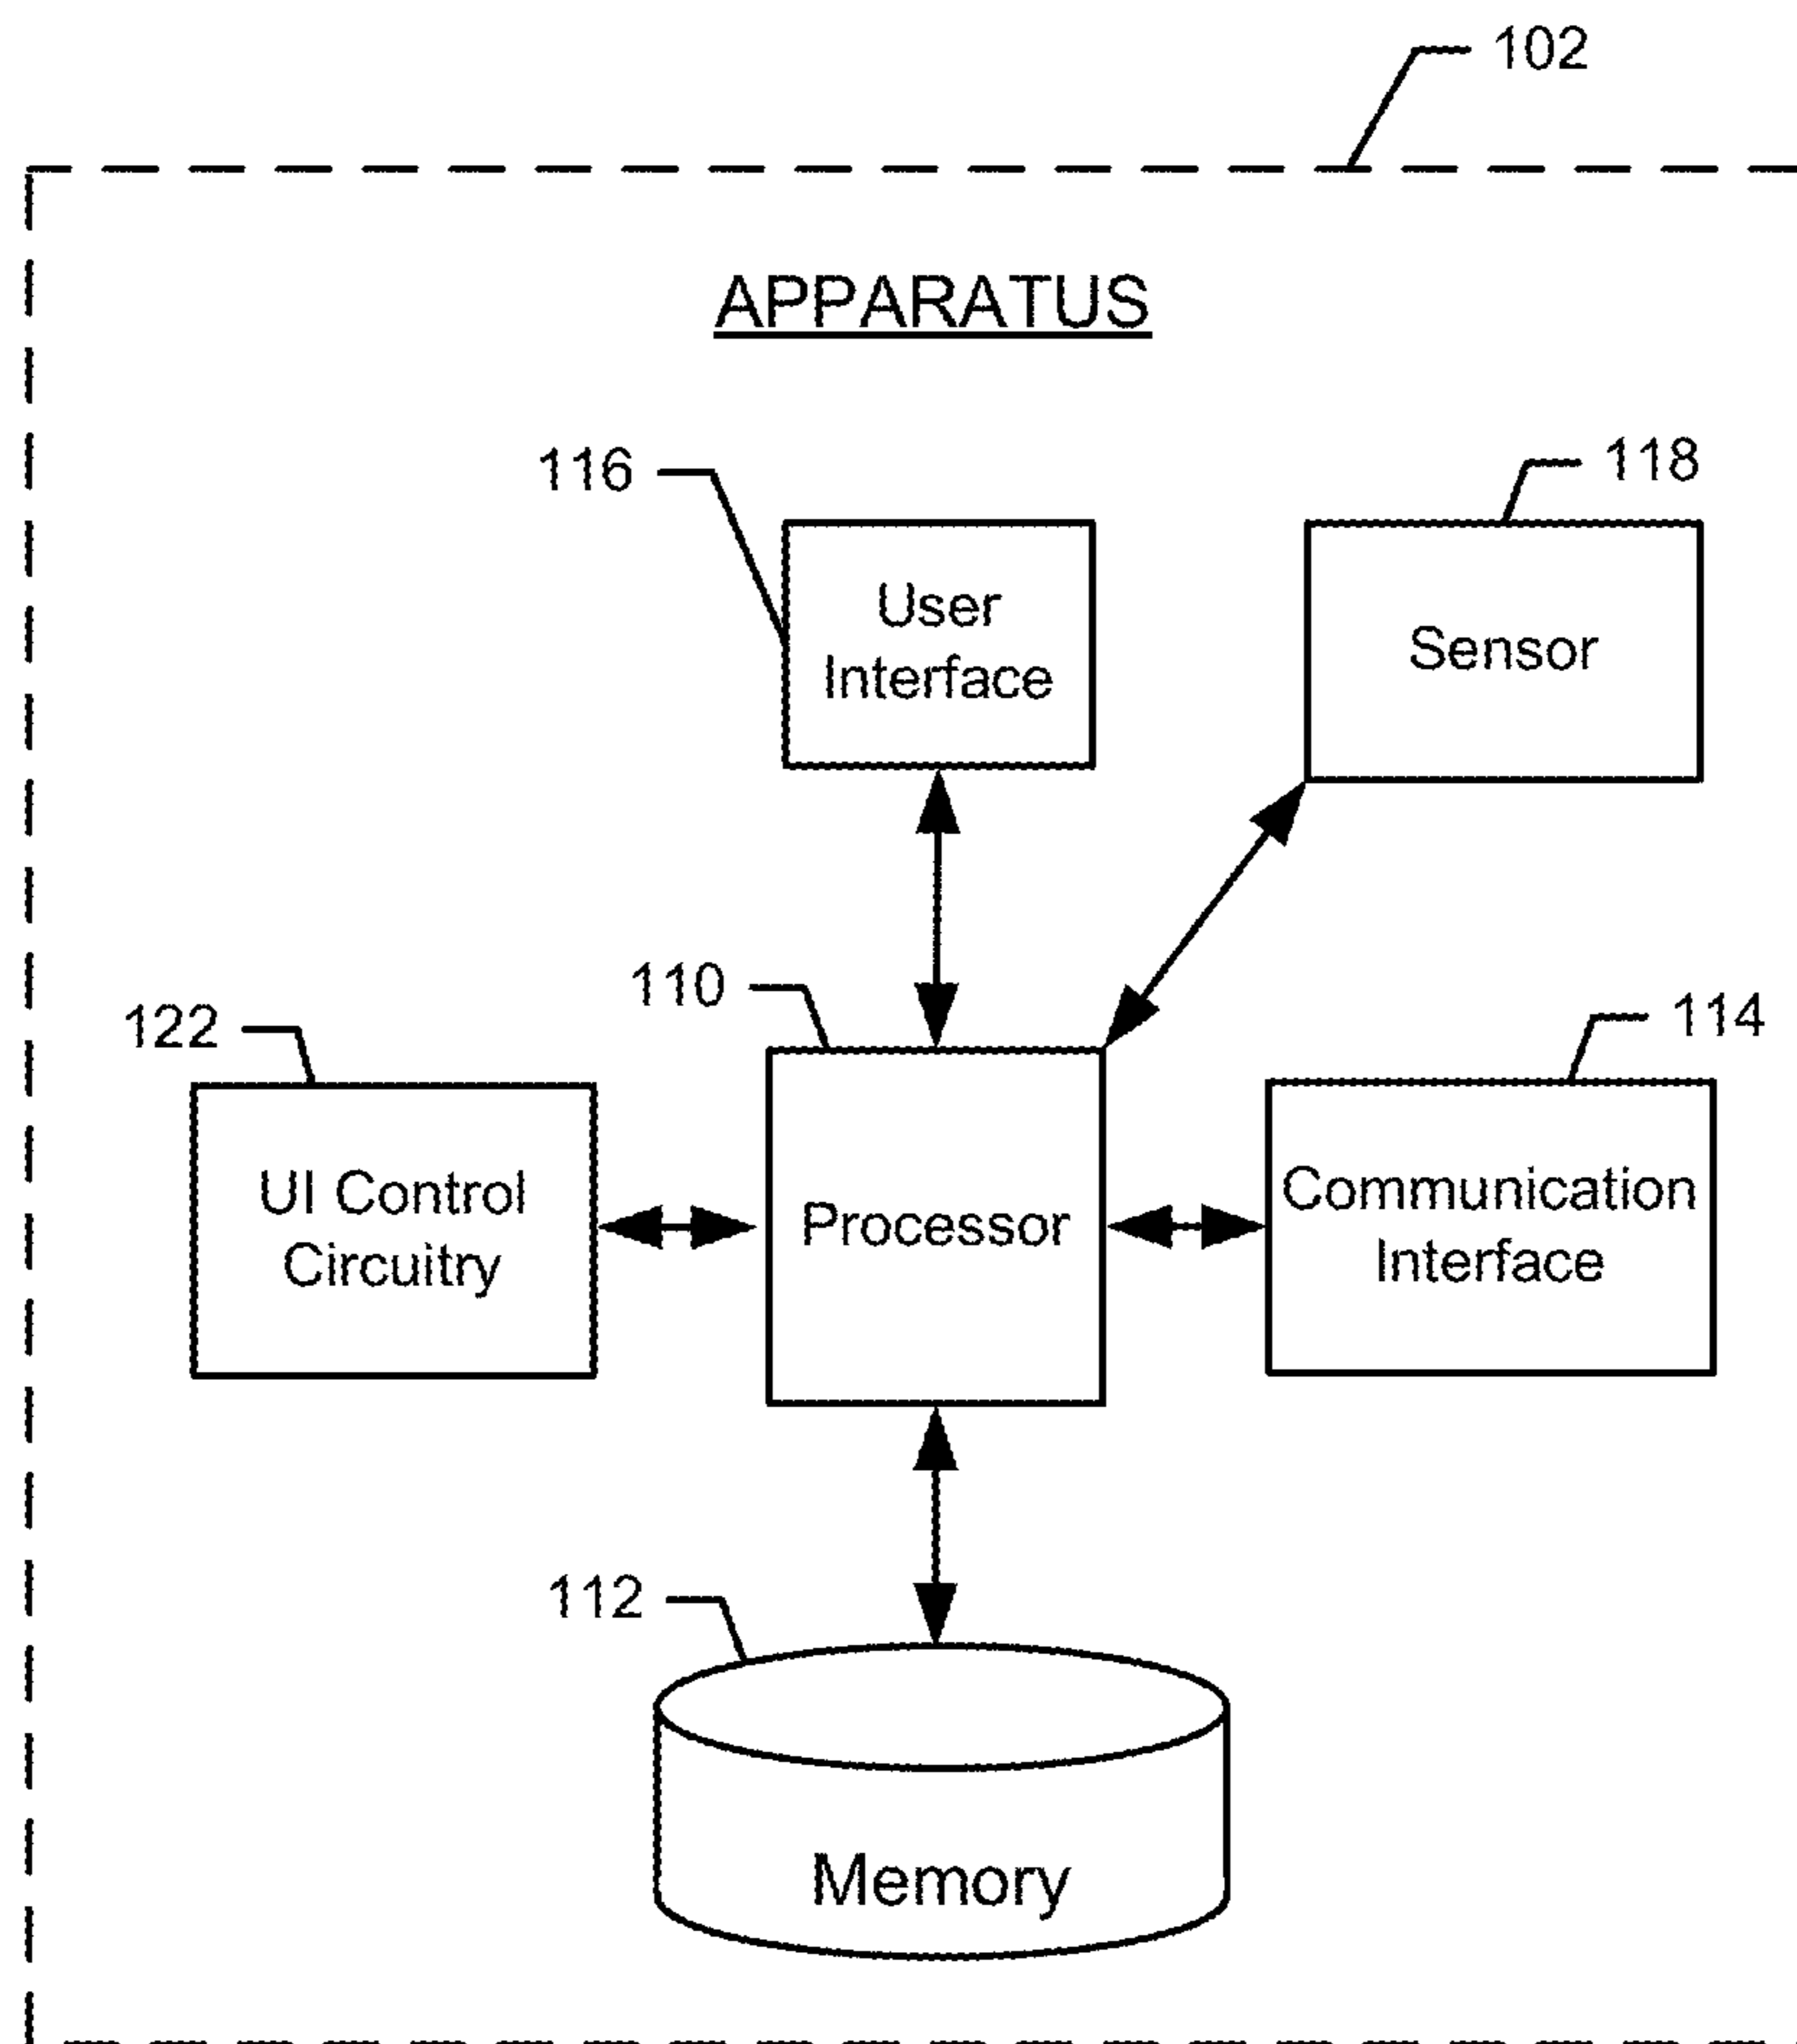 102
APPARATUS
116
118
User
Interface
Sensor
110
122
114
UI Control
Circuitry
Processor
Communication
Interface
112
Memory